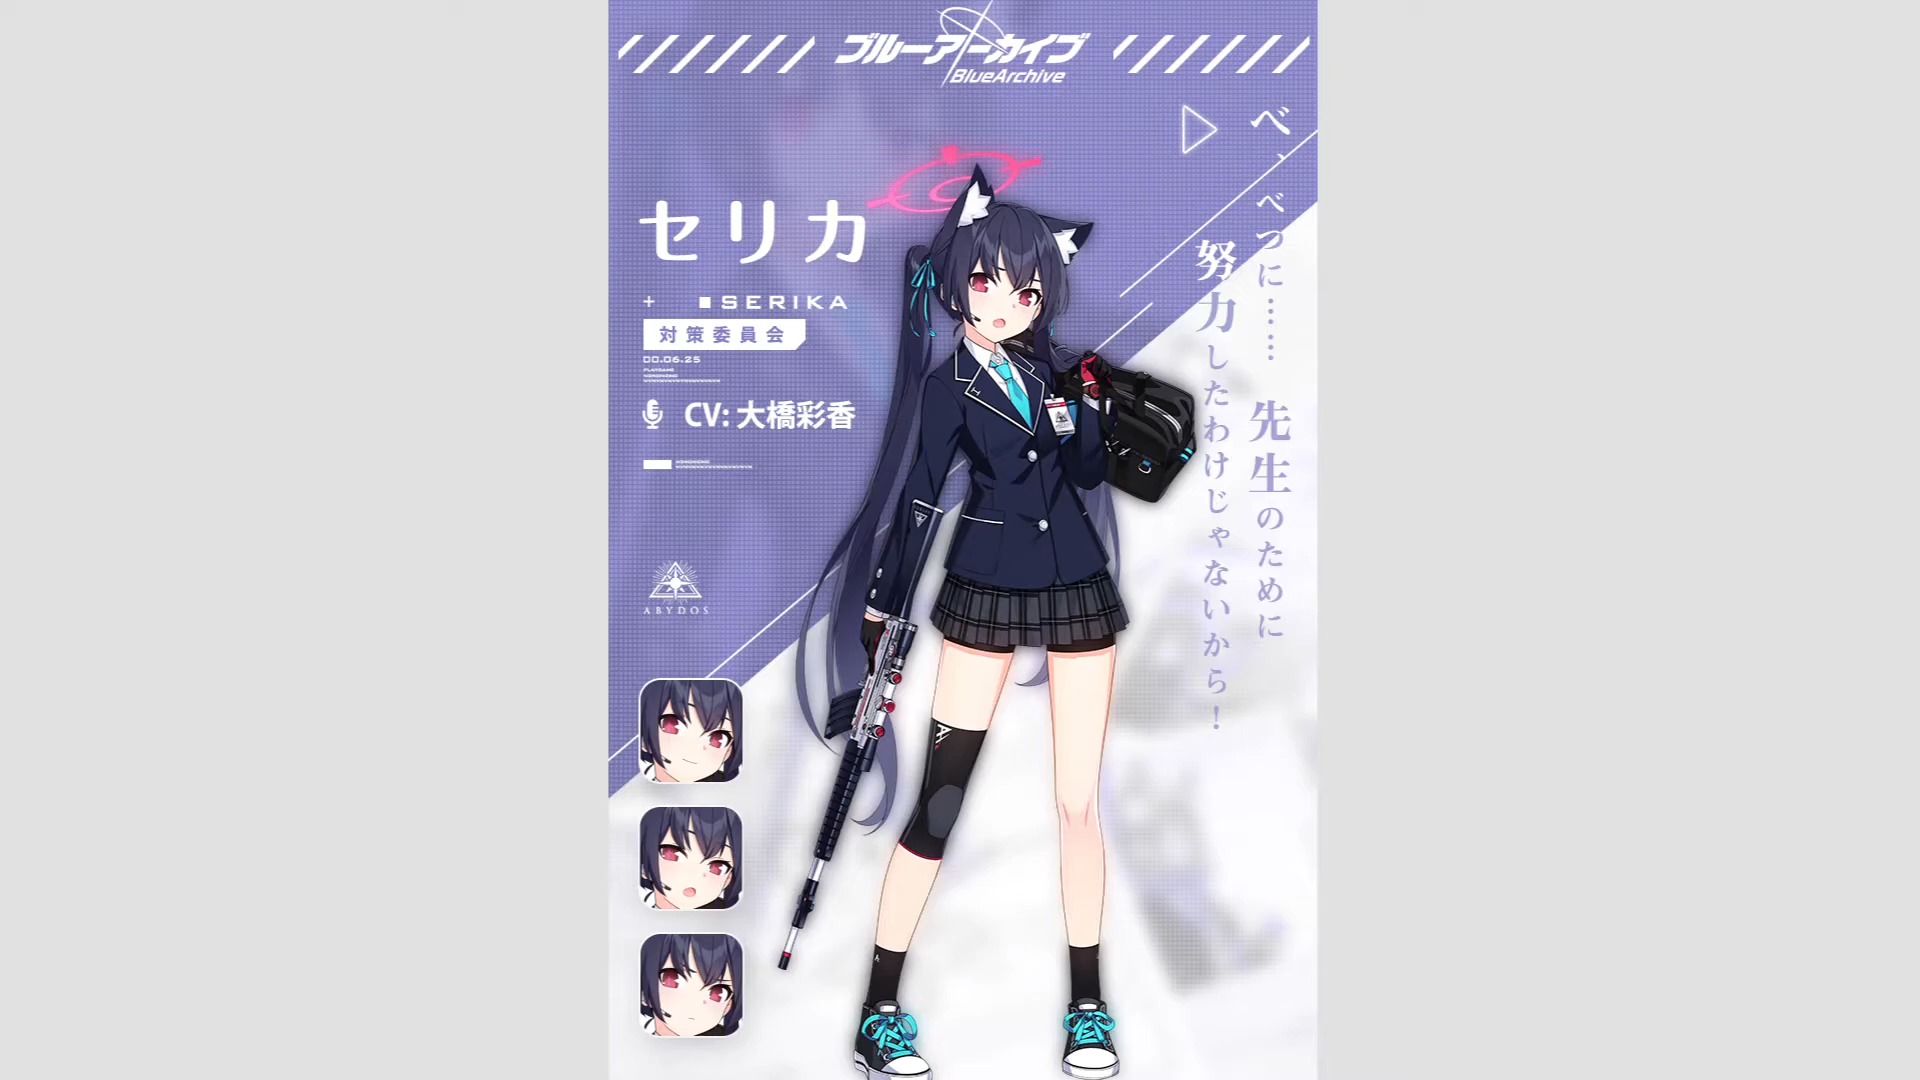 ブルーアーカイブ
BlueArchive
べ、べつに……先生のために
努力したわけじゃないから！
セリカ
SERIKA
対策委員会
00.06.25
CV: 大橋彩香
ABYDOS